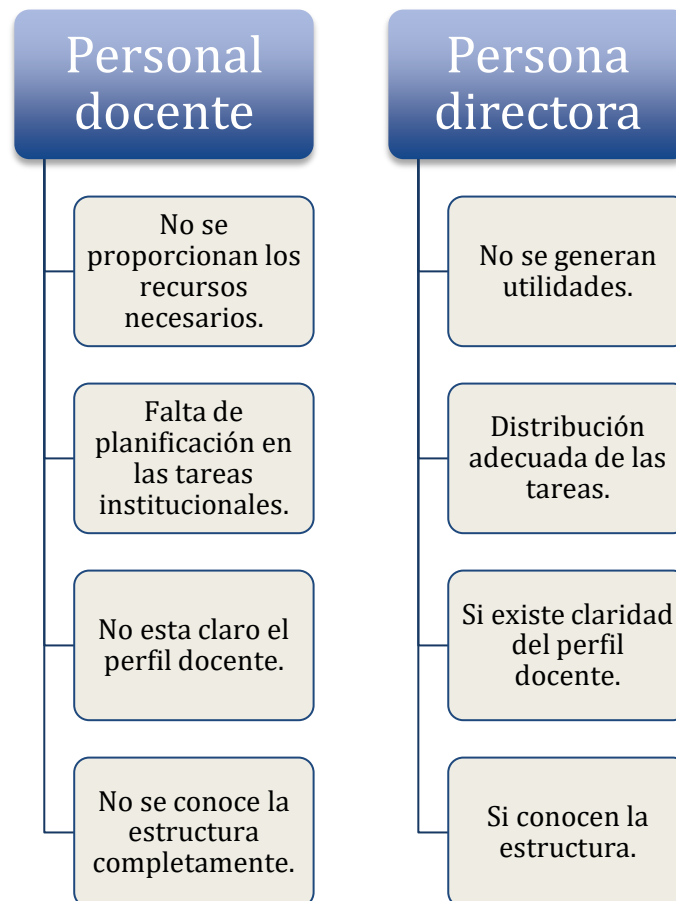 Personal
docente
No se
proporcionan los
recursos
necesarios.
Falta de
planificación en
las tareas
institucionales.
No esta claro el
perfil docente.
No se conoce la
estructura
completamente.
Persona
directora
No se generan
utilidades.
Distribución
adecuada de las
tareas.
Si existe claridad
del perfil
docente.
Si conocen la
estructura.